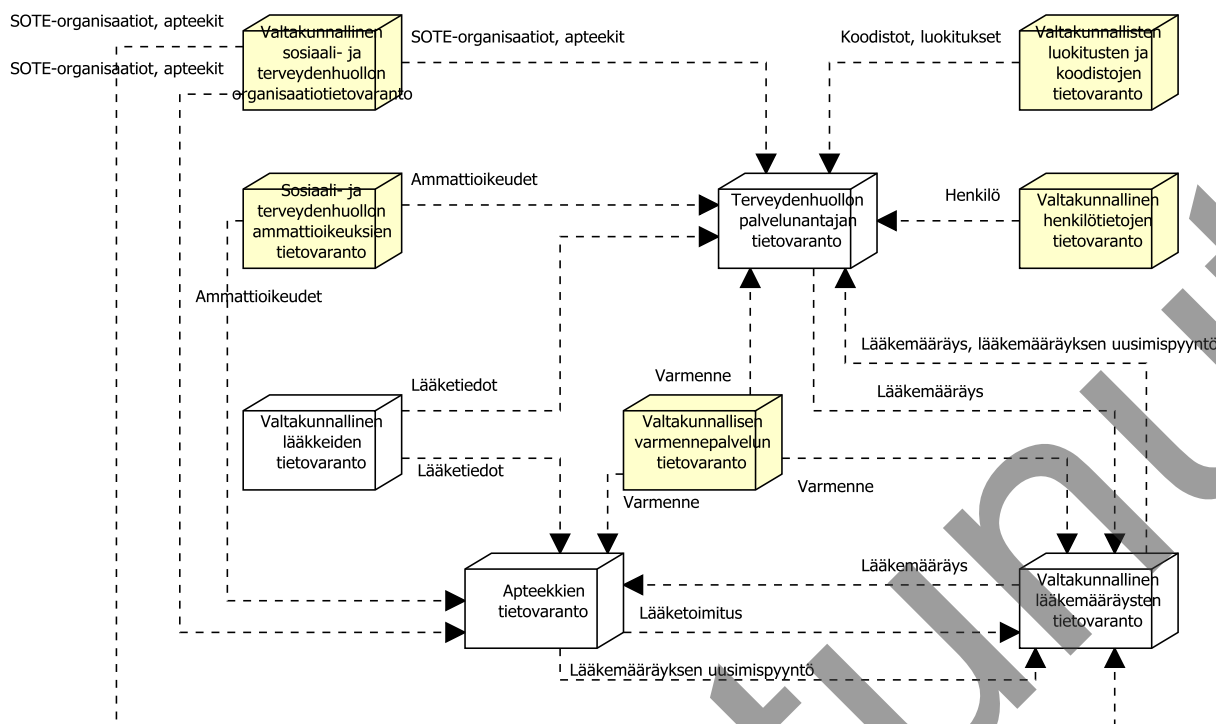 SOTE-organisaatiot, apteekit
SOTE-organisaatiot, apteekit
Valtakunnallinen
sosiaali- ja
terveydenhuollon
organisaatiotietovaranto
SOTE-organisaatiot, apteekit
Koodistot, luokitukset
Valtakunnallisten
luokitusten ja
koodistojen
tietovaranto
Sosiaali- ja
terveydenhuollon
ammattioikeuksien
tietovaranto
Ammattioikeudet
Terveydenhuollon
palvelunantajan
tietovaranto
Henkilö
Valtakunnallinen
henkilötietojen
tietovaranto
Ammattioikeudet
Lääkemääräys, lääkemääräyksen uusimispyyntö
Lääketiedot
Varmenne
Lääkemääräys
Valtakunnallinen
lääkkeiden
tietovaranto
Valtakunnallisen
varmennepalvelun
tietovaranto
Lääketiedot
Varmenne
Varmenne
Apteekkien
tietovaranto
Lääkemääräys
Lääketoimitus
Valtakunnallinen
lääkemääräysten
tietovaranto
Lääkemääräyksen uusimispyyntö